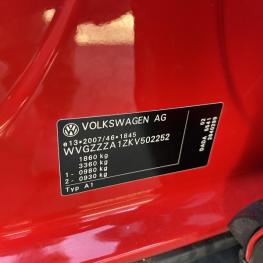 VOLKSWAGEN AG
e13*2007/46*1845
WVGZZZA1ZKV502252
1860 kg
3360 kg
1 - 0980 kg
2 - 0930 kg
Typ A1